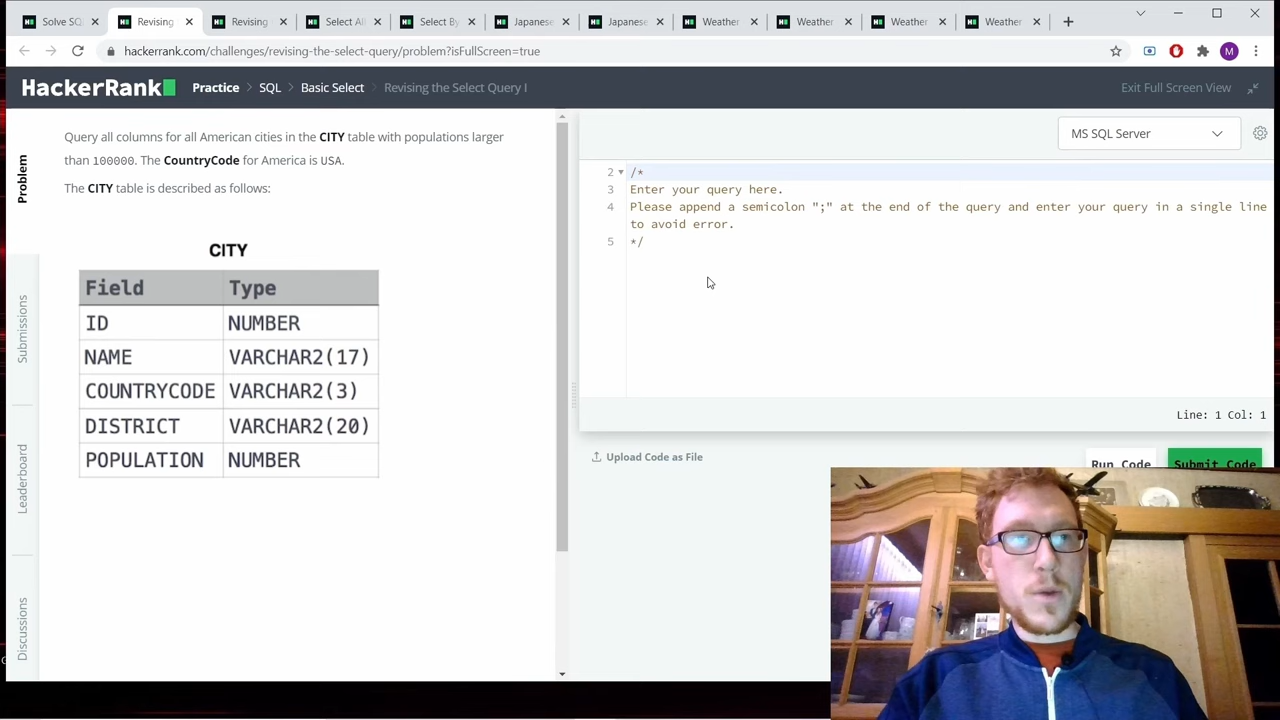 Solve SQ
Revising
Revising
Select Al
Select By
Japanese
Japanese
Weather
Weather
Weather
Weather
hackerrank.com/challenges/revising-the-select-query/problem?isFullScreen=true
M
HackerRank
Practice > SQL > Basic Select > Revising the Select Query I
Exit Full Screen View
Problem
Submissions
Leaderboard
Discussions
Query all columns for all American cities in the CITY table with populations larger
than 100000. The CountryCode for America is USA.
The CITY table is described as follows:
CITY
Field Type
ID NUMBER
NAME VARCHAR2(17)
COUNTRYCODE VARCHAR2(3)
DISTRICT VARCHAR2(20)
POPULATION NUMBER
MS SQL Server
2 /*
3 Enter your query here.
4 Please append a semicolon ";" at the end of the query and enter your query in a single line
to avoid error.
5 */
Line: 1 Col: 1
Upload Code as File
Run Code
Submit Code